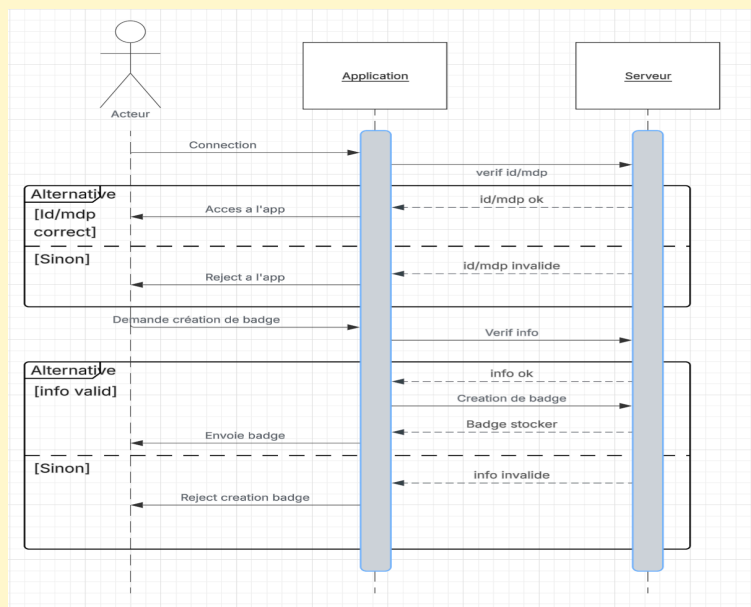 Application
Serveur
Acteur
Connection
verif id/mdp
Alternative
id/mdp ok
[Id/mdp
correct]
Acces a l'app
[Sinon]
id/mdp invalide
Reject a l'app
Demande création de badge
Verif info
Alternative
info ok
[info valid]
Creation de badge
Badge stocker
Envoie badge
[Sinon]
info invalide
Reject creation badge